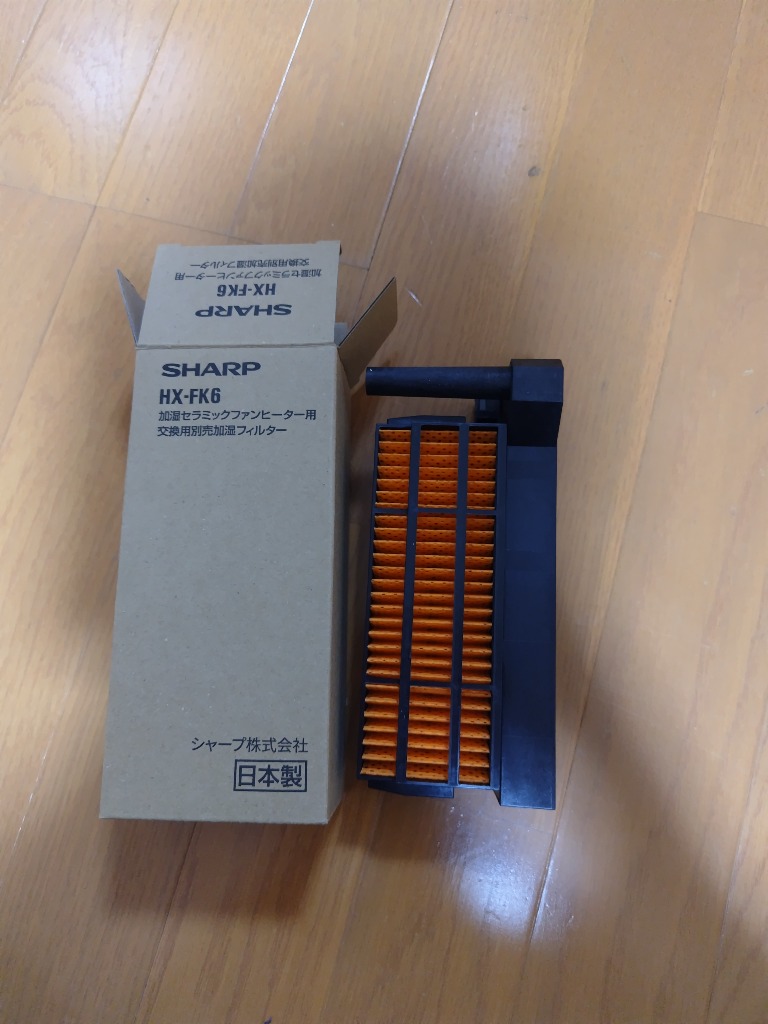 加湿セラミックファンヒーター用
交換用別売加湿フィルター
HX-FK6
SHARP
SHARP
HX-FK6
加湿セラミックファンヒーター用
交換用別売加湿フィルター
シャープ株式会社
日本製